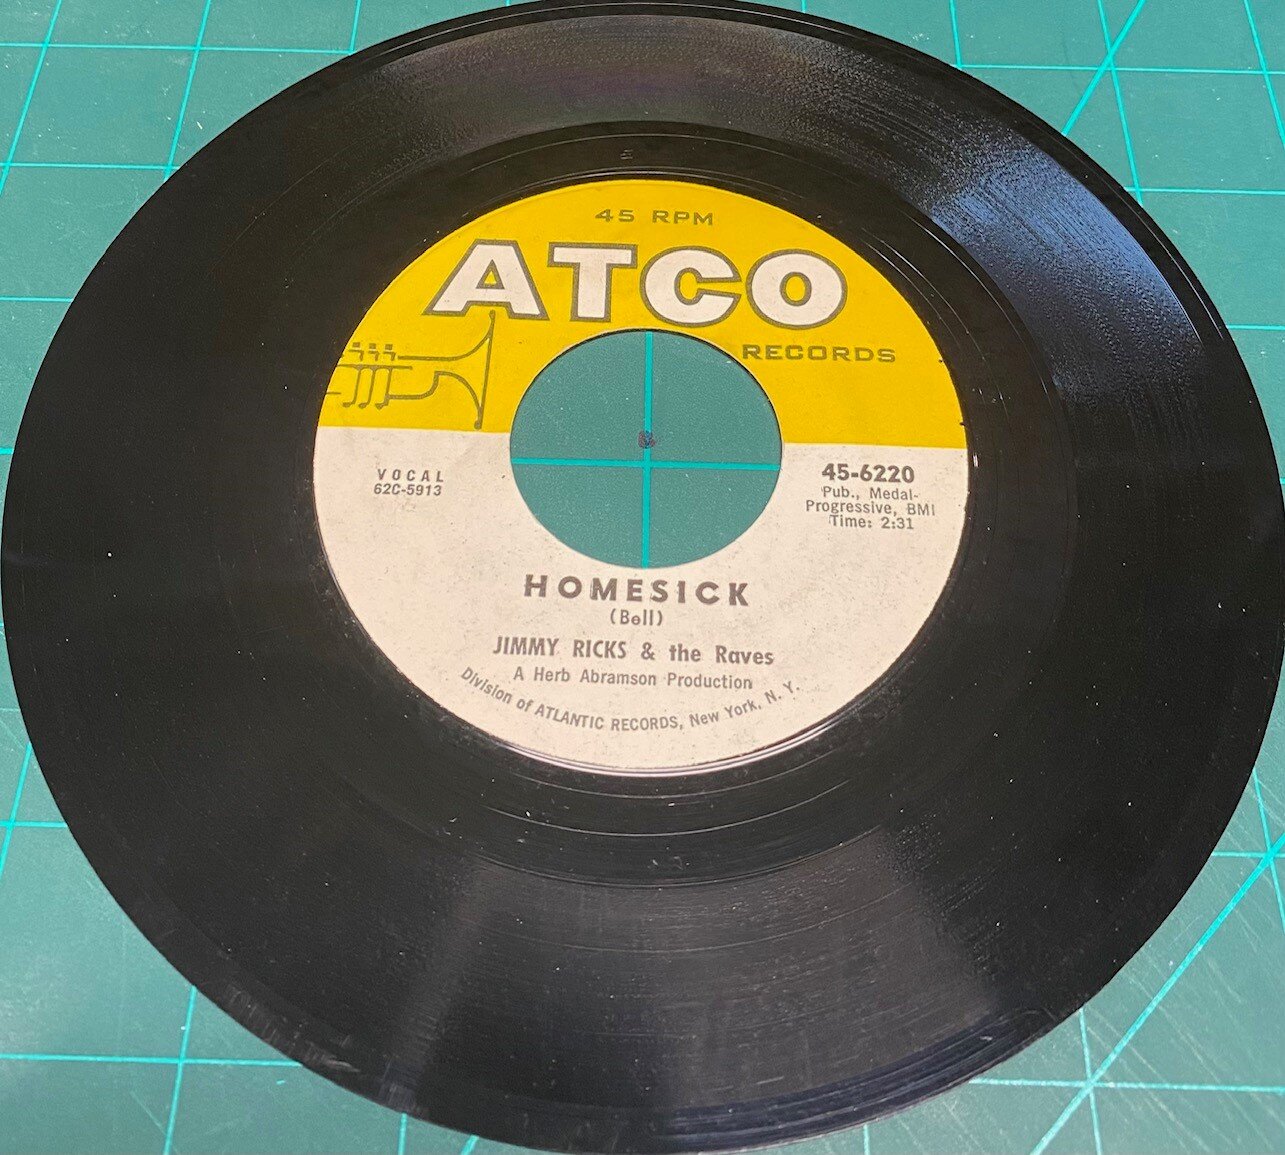 45 RPM
ATCO
RECORDS
VOCAL
62C-5913
45-6220
Pub., Medal-
Progressive, BMI
Time: 2:31
HOMESICK
(Bell)
JIMMY RICKS & the Raves
A Herb Abramson Production
Division of ATLANTIC RECORDS, New York, N. Y.